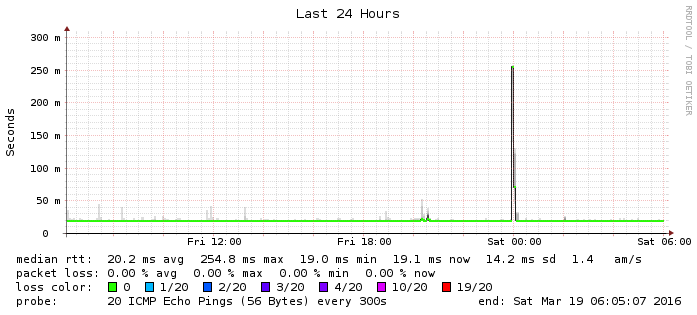 Last 24 Hours
RRDTOOL / TOBI OETIKER
Seconds
300 m
250 m
200 m
150 m
100 m
50 m
0
Fri 12:00 Fri 18:00 Sat 00:00 Sat 06:00
median rtt: 20.2 ms avg 254.8 ms max 19.0 ms min 19.1 ms now 14.2 ms sd 1.4 am/s
packet loss: 0.00 % avg 0.00 % max 0.00 % min 0.00 % now
loss color: 0 1/20 2/20 3/20 4/20 10/20 19/20
probe: 20 ICMP Echo Pings (56 Bytes) every 300s end: Sat Mar 19 06:05:07 2016